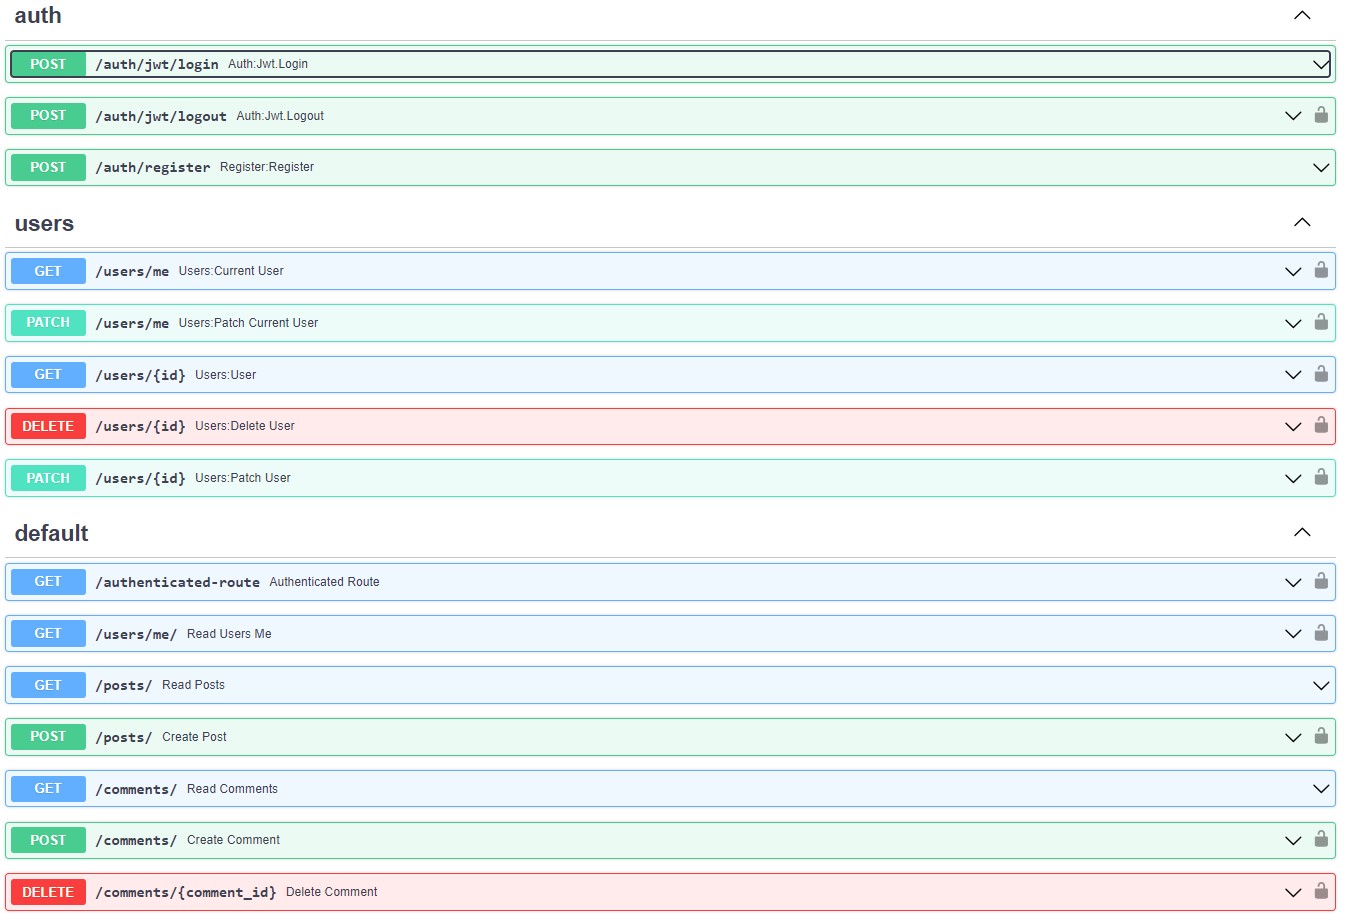 auth
POST /auth/jwt/login Auth:Jwt.Login
POST /auth/jwt/logout Auth:Jwt.Logout
POST /auth/register Register:Register
users
GET /users/me Users:Current User
PATCH /users/me Users:Patch Current User
GET /users/{id} Users:User
DELETE /users/{id} Users:Delete User
PATCH /users/{id} Users:Patch User
default
GET /authenticated-route Authenticated Route
GET /users/me/ Read Users Me
GET /posts/ Read Posts
POST /posts/ Create Post
GET /comments/ Read Comments
POST /comments/ Create Comment
DELETE /comments/{comment_id} Delete Comment